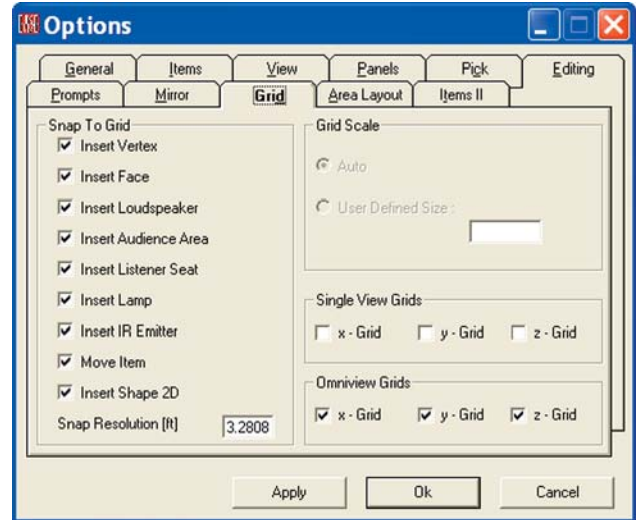 EASE Options
General Items View Panels Pick Editing
Prompts Mirror Grid Area Layout Items II
Snap To Grid
Insert Vertex
Insert Face
Insert Loudspeaker
Insert Audience Area
Insert Listener Seat
Insert Lamp
Insert IR Emitter
Move Item
Insert Shape 2D
Snap Resolution [ft] 3.2808
Grid Scale
Auto
User Defined Size :
Single View Grids
x - Grid y - Grid z - Grid
Omniview Grids
x - Grid y - Grid z - Grid
Apply Ok Cancel